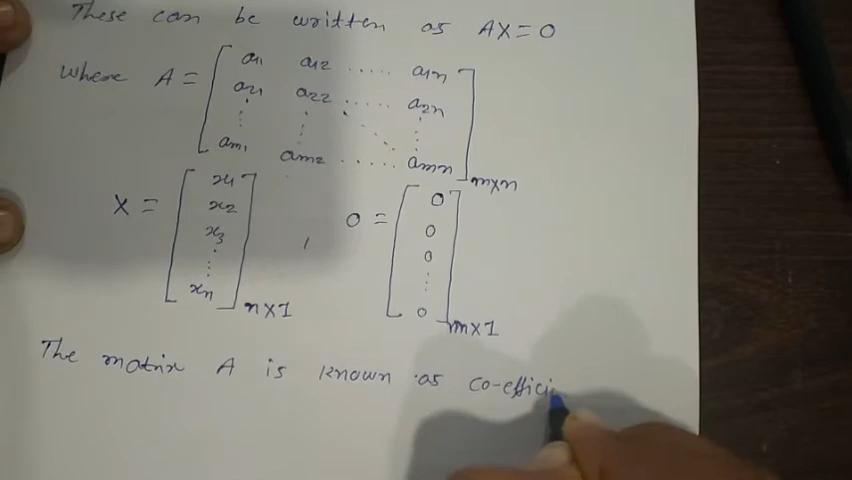 These can be written as AX=0
where A = [ a11 a12 ..... a1n
a21 a22 ..... a2n
⋮ ⋮ ⋱ ⋮
am1 am2 ..... amn ] m×n
X = [ x1
x2
x3
⋮
xn ] n×1 , 0 = [ 0
0
0
⋮
0 ] m×1
The matrix A is known as co-effici